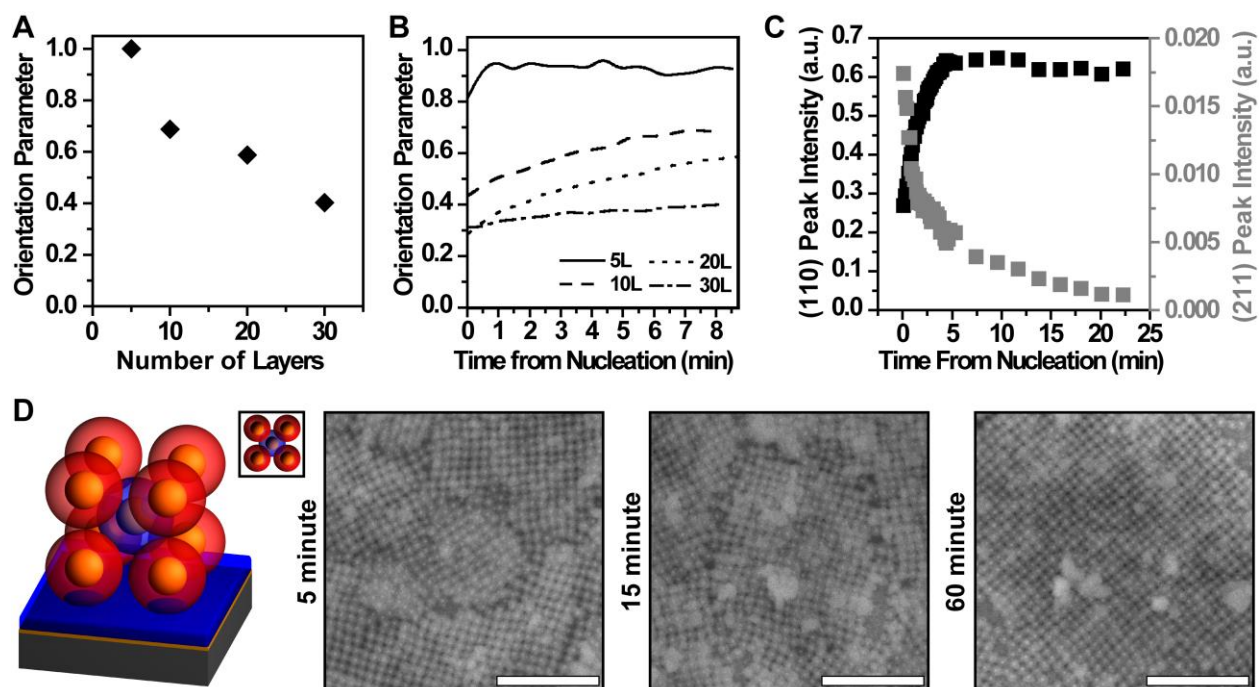 A
Orientation Parameter
1.0
0.8
0.6
0.4
0.2
0.0
0 10 20 30
Number of Layers
B
Orientation Parameter
1.0
0.8
0.6
0.4
0.2
0.0
5L 20L
10L 30L
0 1 2 3 4 5 6 7 8
Time from Nucleation (min)
C
(110) Peak Intensity (a.u.)
0.7
0.6
0.5
0.4
0.3
0.2
0.1
0.0
0 5 10 15 20 25
Time From Nucleation (min)
0.020
0.015
0.010
0.005
0.000
(211) Peak Intensity (a.u.)
D
5 minute
15 minute
60 minute